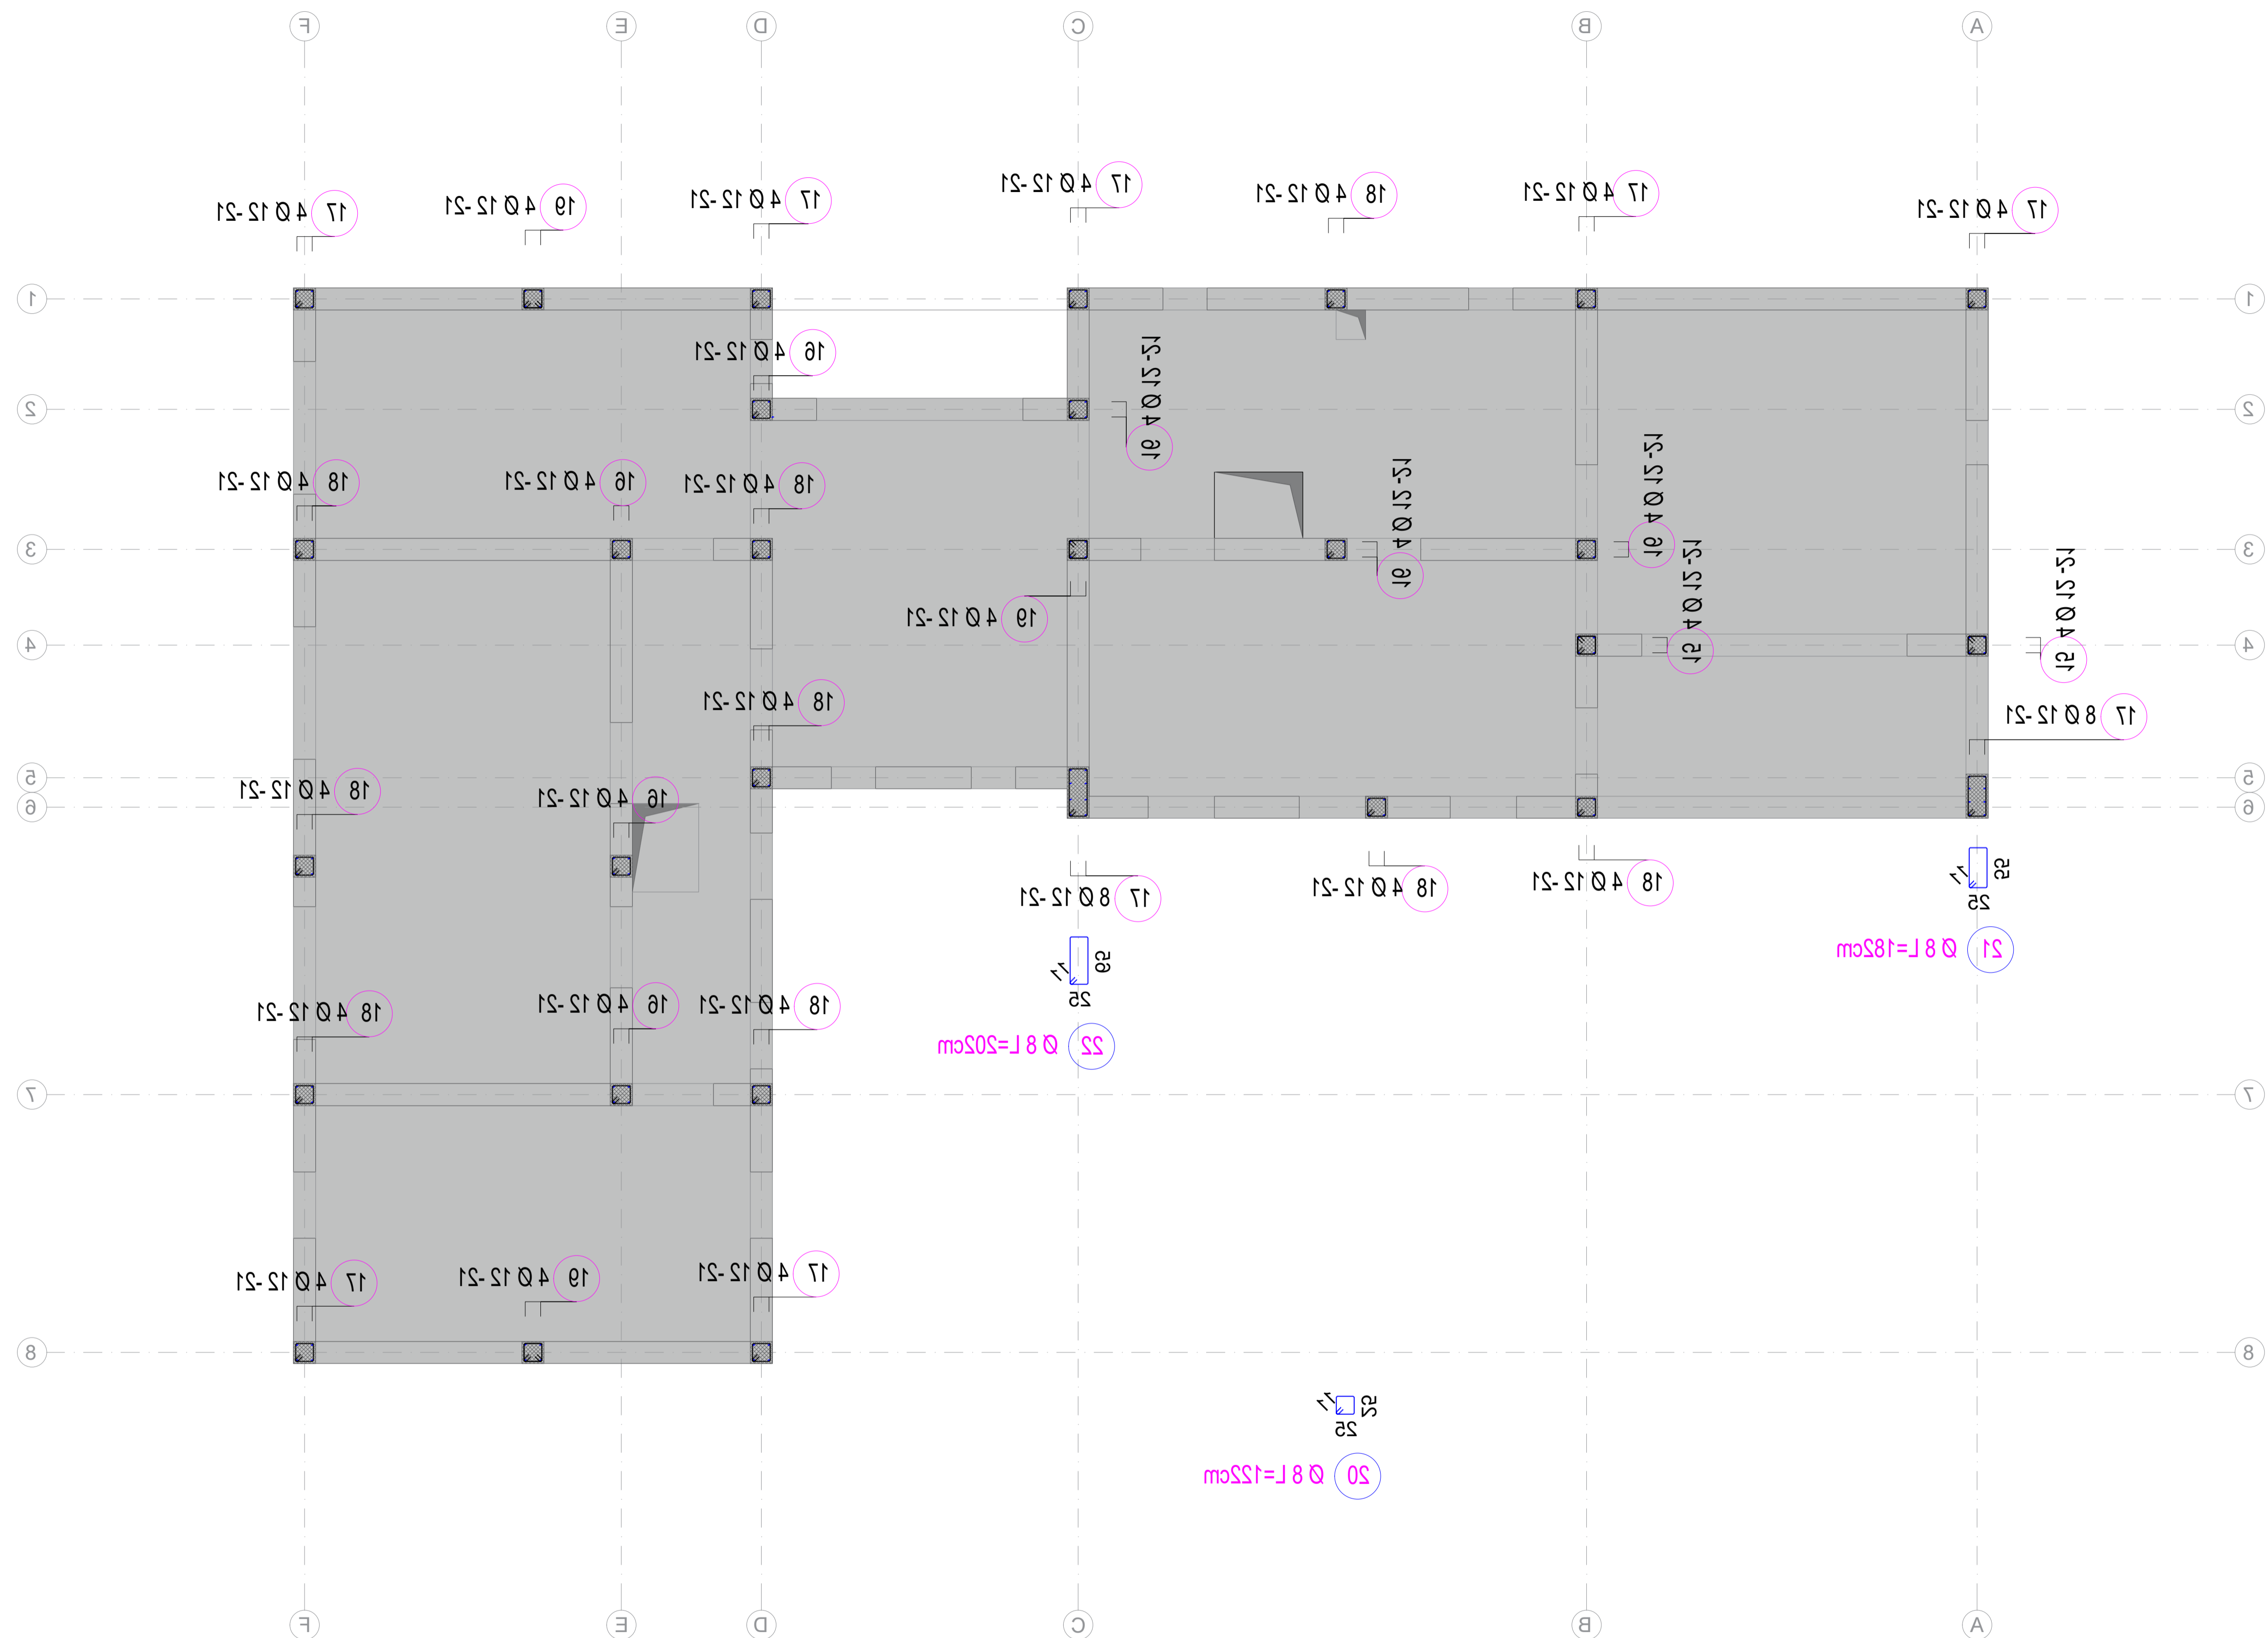 F E D C B A
17 4 Ø 12 -21
19 4 Ø 12 -21
17 4 Ø 12 -21
17 4 Ø 12 -21
18 4 Ø 12 -21
17 4 Ø 12 -21
17 4 Ø 12 -21
1 1
16 4 Ø 12 -21
16 4 Ø 12 -21
2 2
18 4 Ø 12 -21
16 4 Ø 12 -21
18 4 Ø 12 -21
16 4 Ø 12 -21
16 4 Ø 12 -21
3 3
15 4 Ø 12 -21
15 4 Ø 12 -21
19 4 Ø 12 -21
4 4
18 4 Ø 12 -21
17 8 Ø 12 -21
5 5
18 4 Ø 12 -21
16 4 Ø 12 -21
6 6
17 8 Ø 12 -21
18 4 Ø 12 -21
18 4 Ø 12 -21
11
55
25
21 Ø 8 L=182cm
11
65
25
22 Ø 8 L=202cm
18 4 Ø 12 -21
16 4 Ø 12 -21
18 4 Ø 12 -21
7 7
17 4 Ø 12 -21
19 4 Ø 12 -21
17 4 Ø 12 -21
8 8
11
25
25
20 Ø 8 L=122cm
F E D C B A